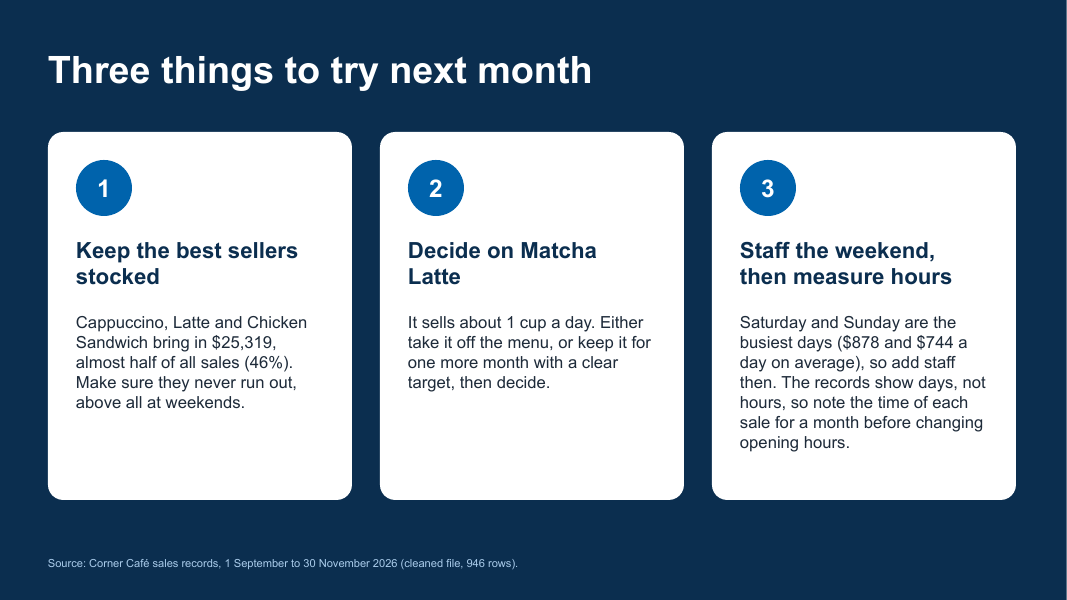 Three things to try next month
1
Keep the best sellers
stocked
Cappuccino, Latte and Chicken
Sandwich bring in $25,319,
almost half of all sales (46%).
Make sure they never run out,
above all at weekends.
2
Decide on Matcha
Latte
It sells about 1 cup a day. Either
take it off the menu, or keep it for
one more month with a clear
target, then decide.
3
Staff the weekend,
then measure hours
Saturday and Sunday are the
busiest days ($878 and $744 a
day on average), so add staff
then. The records show days, not
hours, so note the time of each
sale for a month before changing
opening hours.
Source: Corner Café sales records, 1 September to 30 November 2026 (cleaned file, 946 rows).